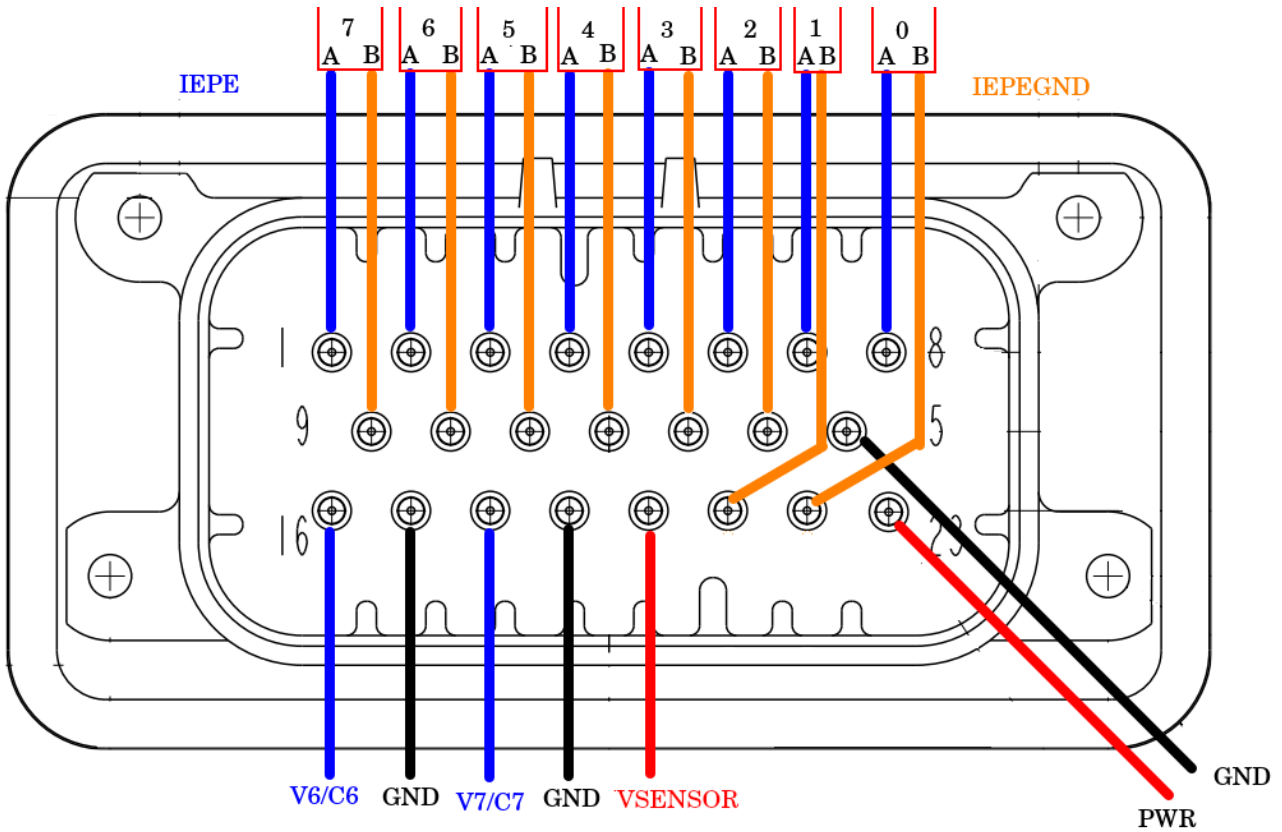 7 6 5 4 3 2 1 0
A B A B A B A B A B A B A B A B
IEPE IEPEGND
1 8
9 5
16 23
V6/C6 GND V7/C7 GND VSENSOR GND
PWR